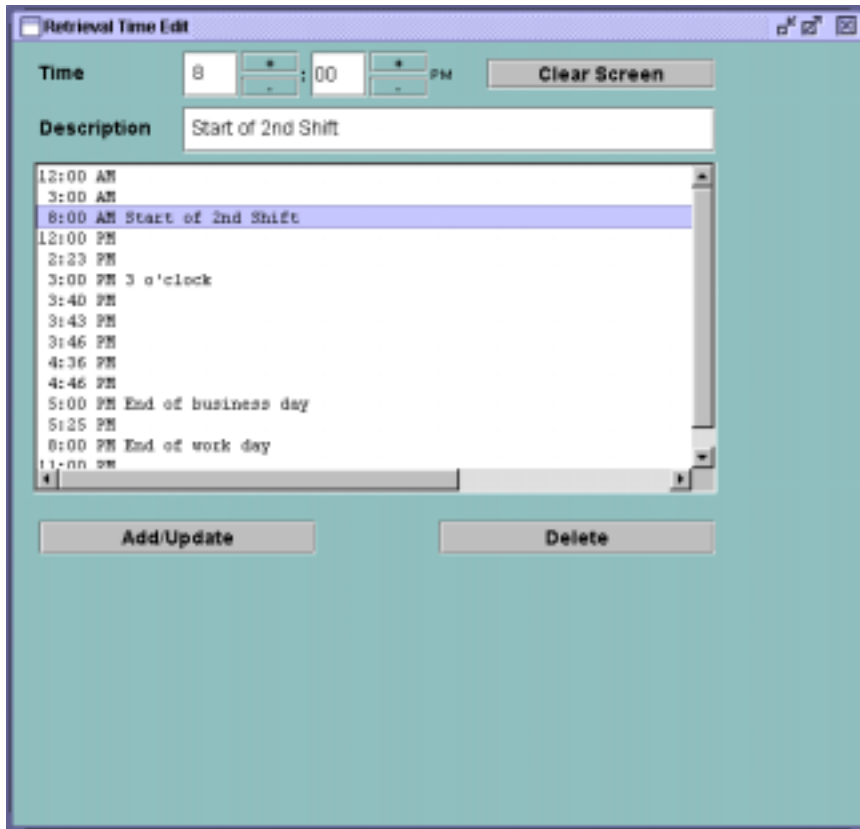 Retrieval Time Edit
Time 8 + - : 00 + - PM Clear Screen
Description Start of 2nd Shift
12:00 AM
3:00 AM
8:00 AM Start of 2nd Shift
12:00 PM
2:23 PM
3:00 PM 3 o'clock
3:40 PM
3:43 PM
3:46 PM
4:36 PM
4:46 PM
5:00 PM End of business day
5:25 PM
8:00 PM End of work day
11:00 PM
Add/Update Delete